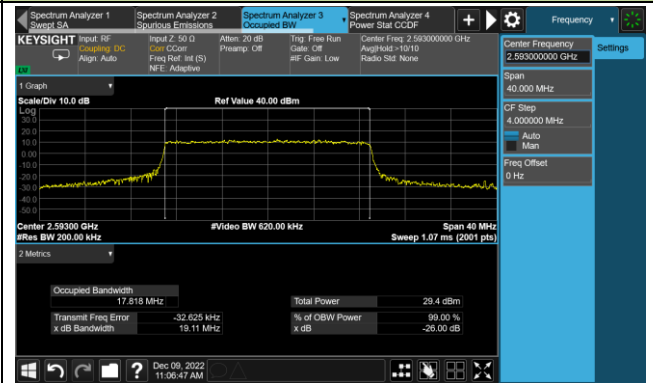 Spectrum Analyzer 1
Swept SA
Spectrum Analyzer 2
Spurious Emissions
Spectrum Analyzer 3
Occupied BW
Spectrum Analyzer 4
Power Stat CCDF
Frequency
KEYSIGHT
Input: RF
Coupling: DC
Align: Auto
Input Z: 50 Ω
Corr CCorr
Freq Ref: Int (S)
NFE: Adaptive
Atten: 20 dB
Preamp: Off
Trig: Free Run
Gate: Off
#IF Gain: Low
Center Freq: 2.593000000 GHz
Avg|Hold:>10/10
Radio Std: None
Center Frequency
2.593000000 GHz
Settings
Span
40.000 MHz
CF Step
4.000000 MHz
Auto
Man
Freq Offset
0 Hz
1 Graph
Scale/Div 10.0 dB
Ref Value 40.00 dBm
Log
30.0
20.0
10.0
0.00
-10.0
-20.0
-30.0
-40.0
-50.0
Center 2.59300 GHz
#Video BW 620.00 kHz
Span 40 MHz
#Res BW 200.00 kHz
Sweep 1.07 ms (2001 pts)
2 Metrics
Occupied Bandwidth
17.818 MHz
Total Power
29.4 dBm
Transmit Freq Error
-32.625 kHz
% of OBW Power
99.00 %
x dB Bandwidth
19.11 MHz
x dB
-26.00 dB
Dec 09, 2022
11:06:47 AM